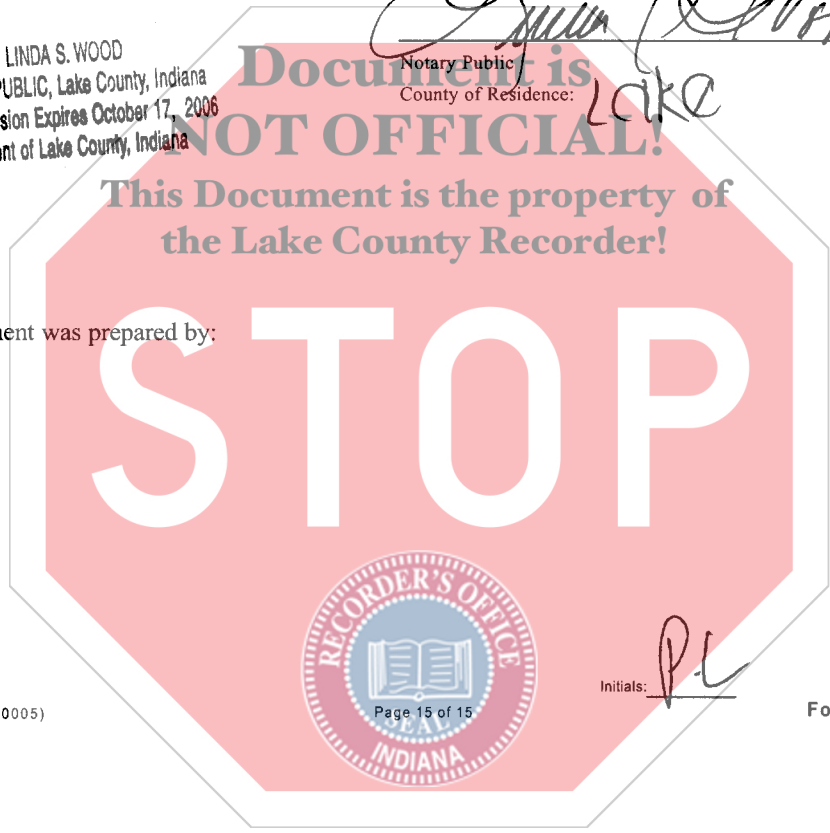 LINDA S. WOOD
PUBLIC, Lake County, Indiana
sion Expires October 17, 2006
nt of Lake County, Indiana
Notary Public
County of Residence: Lake
Document is
NOT OFFICIAL!
This Document is the property of
the Lake County Recorder!
ent was prepared by:
STOP
RECORDER'S OFFICE
SEAL
INDIANA
Initials: P.L
0005)
Page 15 of 15
Fo